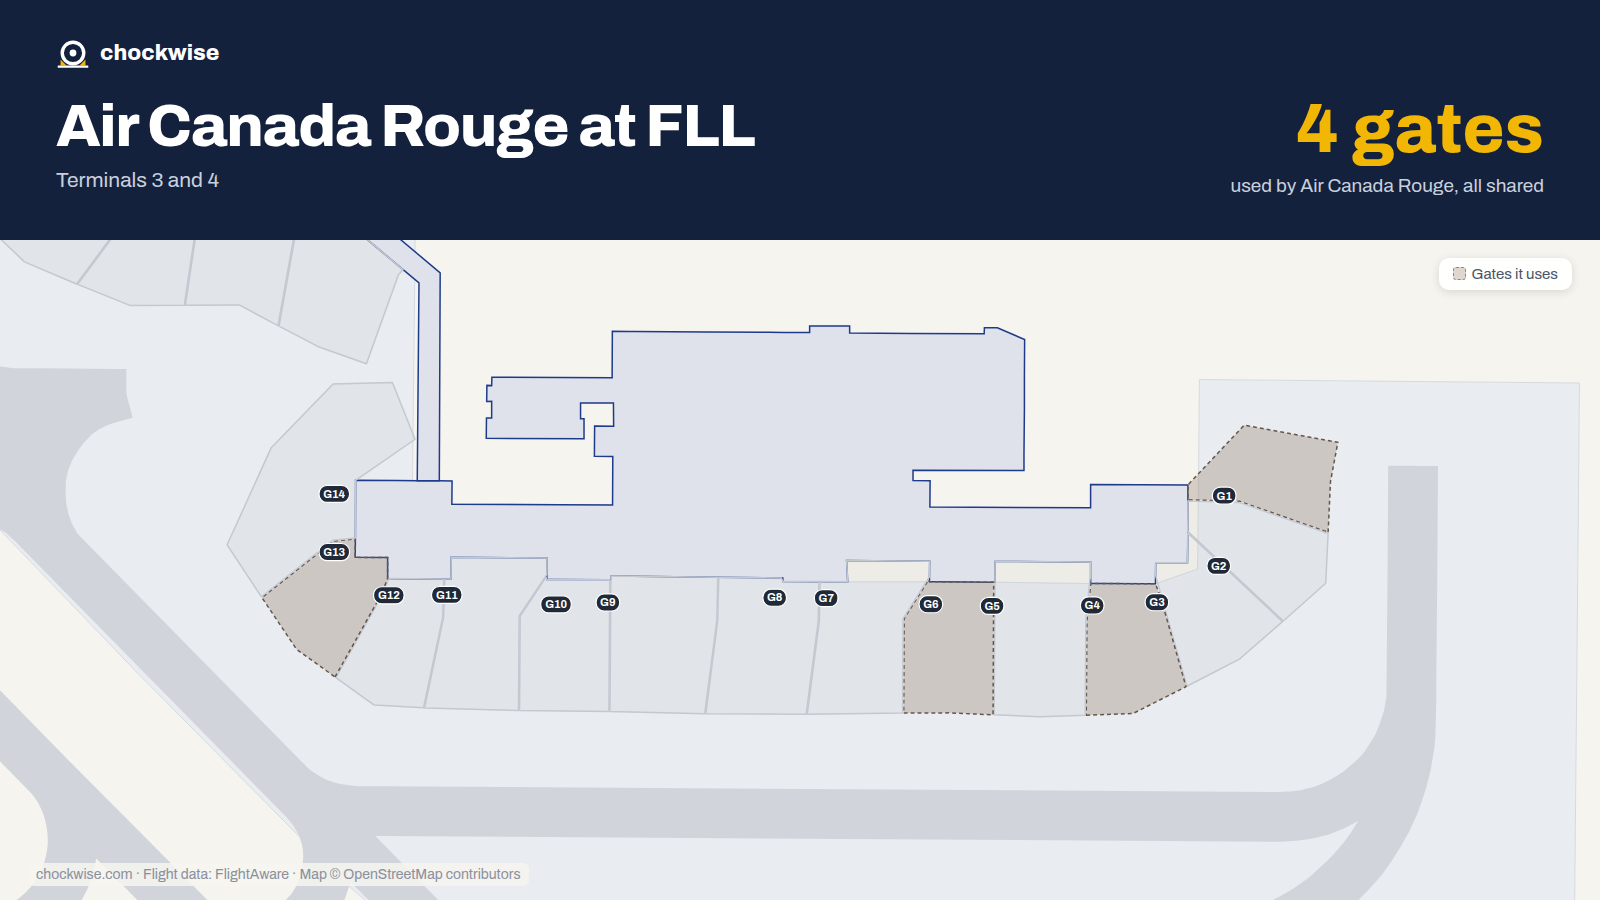 chockwise
Air Canada Rouge at FLL
Terminals 3 and 4
4 gates
used by Air Canada Rouge, all shared
Gates it uses
G14
G13
G12
G11
G10
G9
G8
G7
G6
G5
G4
G3
G2
G1
chockwise.com · Flight data: FlightAware · Map © OpenStreetMap contributors